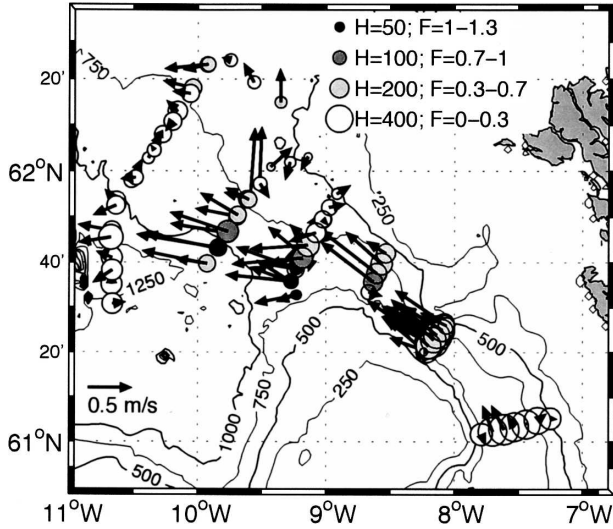 H=50; F=1−1.3
H=100; F=0.7−1
H=200; F=0.3−0.7
H=400; F=0−0.3
750
20'
62°N
250
40'
1250
500
500
20'
750
250
0.5 m/s
1000
61°N
500
11°W
10°W
9°W
8°W
7°W